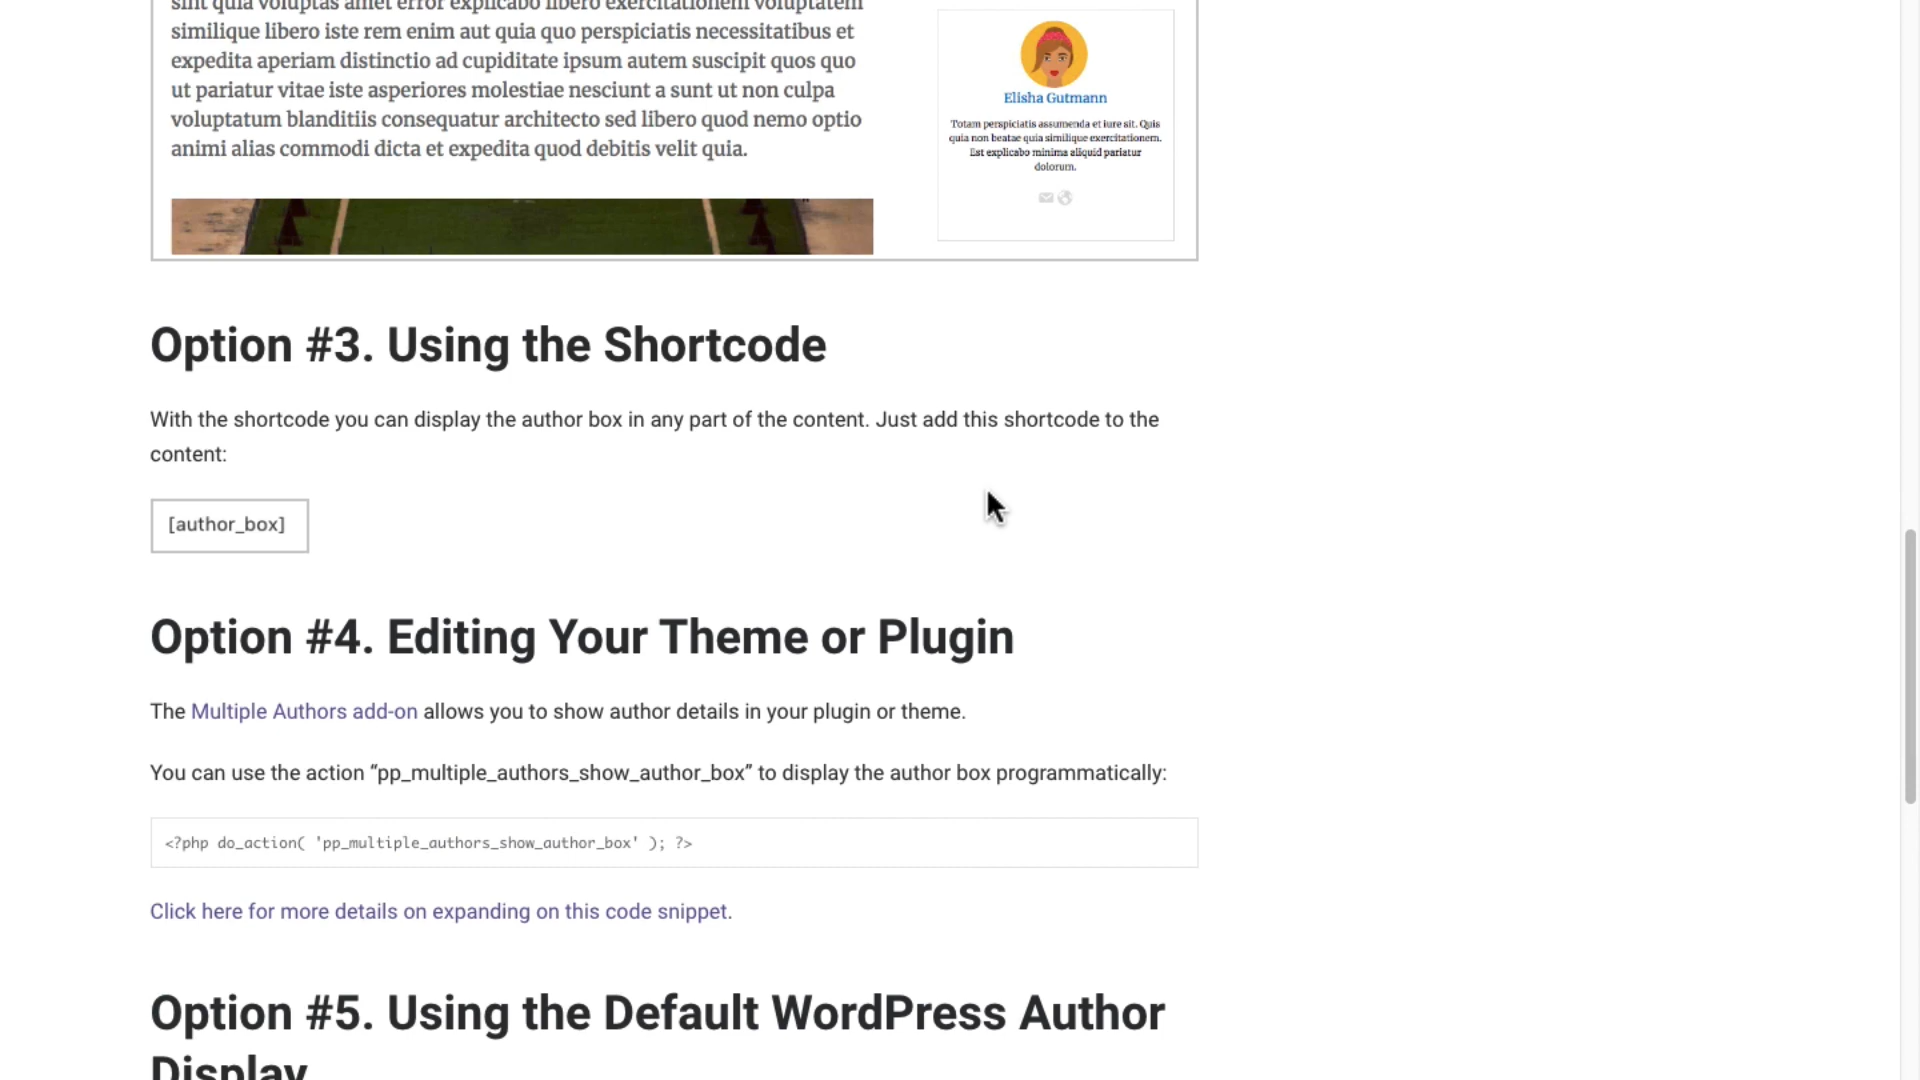 sint quia voluptas amet error explicabo libero exercitationem voluptatem
similique libero iste rem enim aut quia quo perspiciatis necessitatibus et
expedita aperiam distinctio ad cupiditate ipsum autem suscipit quos quo
ut pariatur vitae iste asperiores molestiae nesciunt a sunt ut non culpa
voluptatum blanditiis consequatur architecto sed libero quod nemo optio
animi alias commodi dicta et expedita quod debitis velit quia.
Elisha Gutmann
Totam perspiciatis assumenda et iure sit. Quis
quia non beatae quia similique exercitationem.
Est explicabo minima aliquid pariatur
dolorum.
Option #3. Using the Shortcode
With the shortcode you can display the author box in any part of the content. Just add this shortcode to the
content:
[author_box]
Option #4. Editing Your Theme or Plugin
The Multiple Authors add-on allows you to show author details in your plugin or theme.
You can use the action “pp_multiple_authors_show_author_box” to display the author box programmatically:
<?php do_action( 'pp_multiple_authors_show_author_box' ); ?>
Click here for more details on expanding on this code snippet.
Option #5. Using the Default WordPress Author
Display